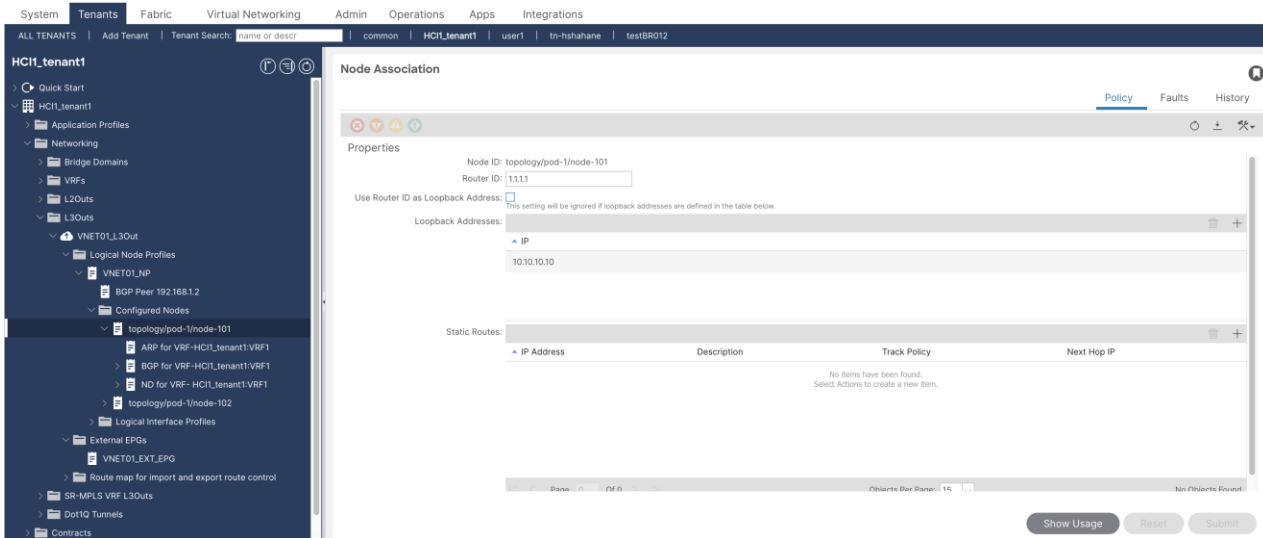 System Tenants Fabric Virtual Networking Admin Operations Apps Integrations
ALL TENANTS | Add Tenant | Tenant Search: name or descr | common | HCI1_tenant1 | user1 | tn-hshahane | testBR012
HCI1_tenant1
Quick Start
HCI1_tenant1
Application Profiles
Networking
Bridge Domains
VRFs
L2Outs
L3Outs
VNET01_L3Out
Logical Node Profiles
VNET01_NP
BGP Peer 192.168.1.2
Configured Nodes
topology/pod-1/node-101
ARP for VRF-HCI1_tenant1:VRF1
BGP for VRF-HCI1_tenant1:VRF1
ND for VRF- HCI1_tenant1:VRF1
topology/pod-1/node-102
Logical Interface Profiles
External EPGs
VNET01_EXT_EPG
Route map for import and export route control
SR-MPLS VRF L3Outs
Dot1Q Tunnels
Contracts
Node Association
Policy Faults History
Properties
Node ID: topology/pod-1/node-101
Router ID: 1.1.1.1
Use Router ID as Loopback Address:
This setting will be ignored if loopback addresses are defined in the table below.
Loopback Addresses:
IP
10.10.10.10
Static Routes:
IP Address Description Track Policy Next Hop IP
No items have been found.
Select Actions to create a new item.
Page 0 Of 0 Objects Per Page: 15 No Objects Found
Show Usage Reset Submit